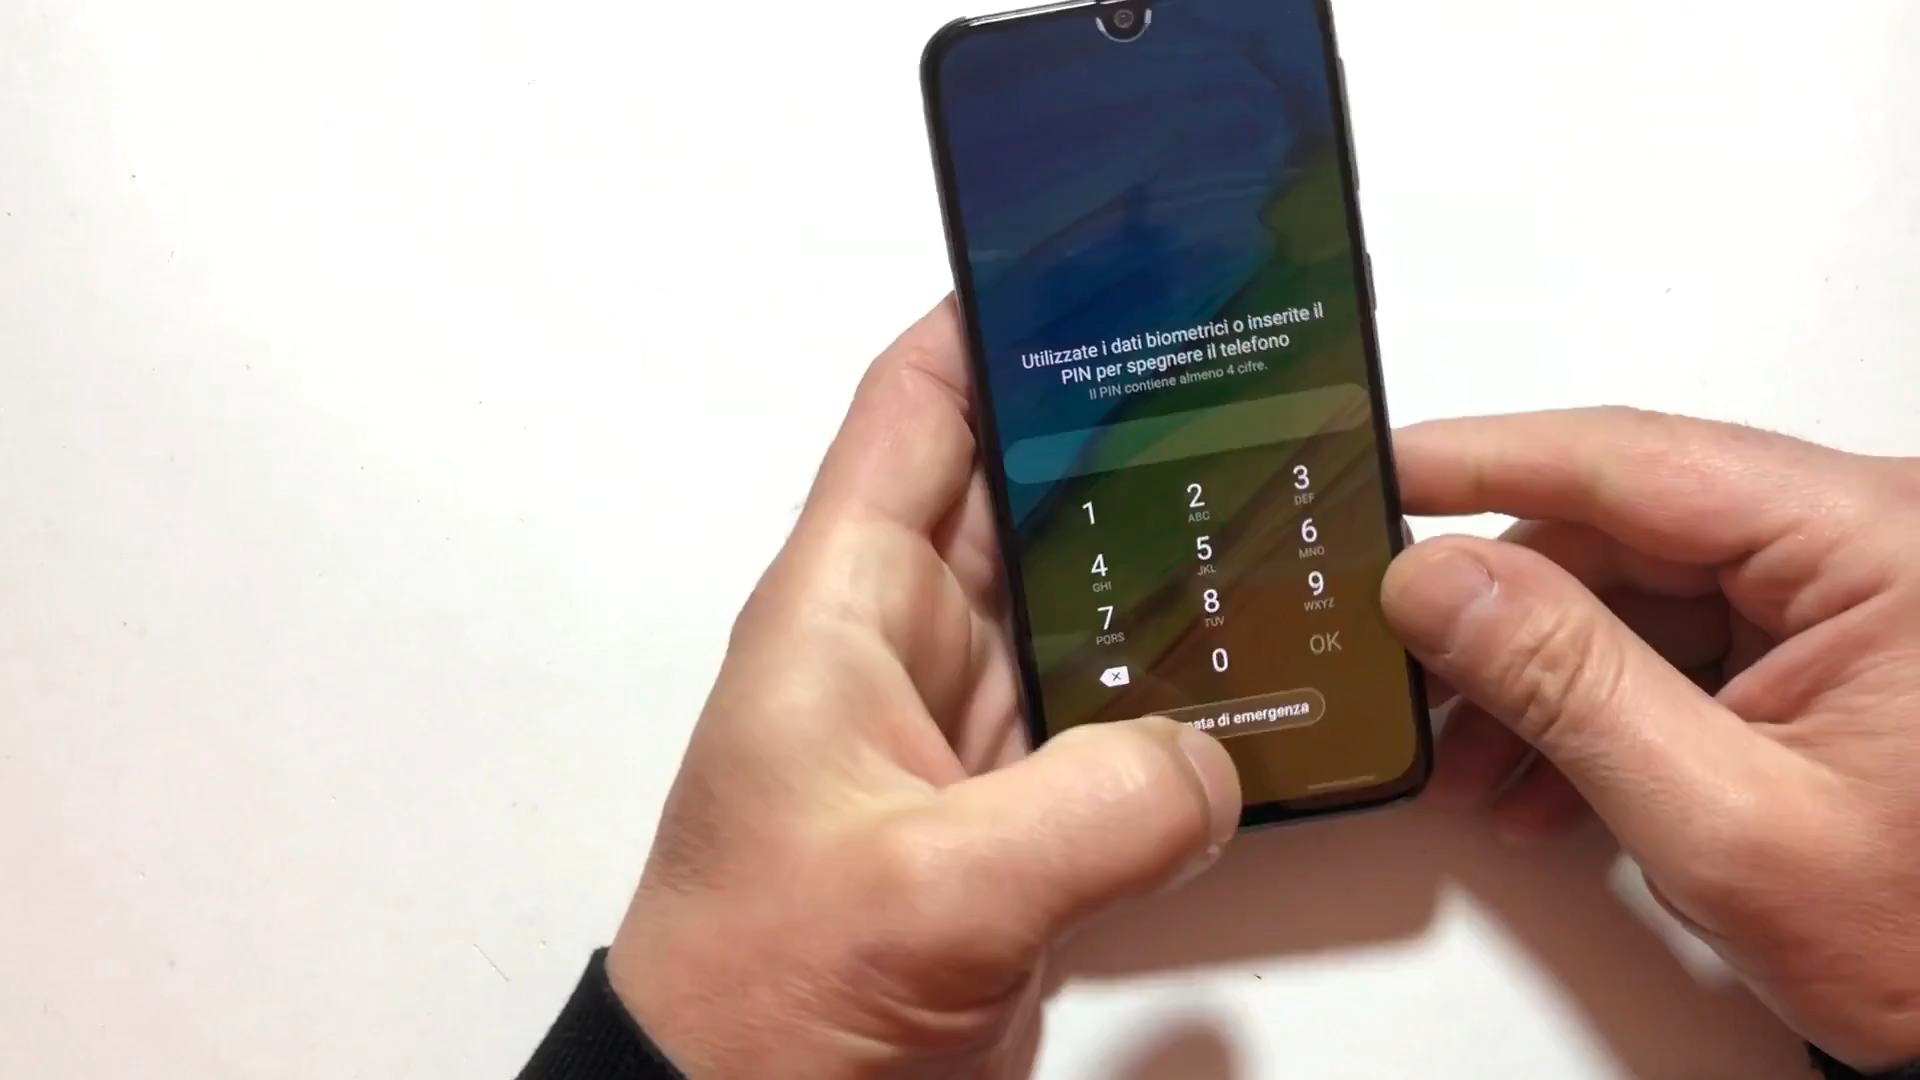 Utilizzate i dati biometrici o inserite il
PIN per spegnere il telefono
Il PIN contiene almeno 4 cifre.
1
2
ABC
3
DEF
4
GHI
5
JKL
6
MNO
7
PQRS
8
TUV
9
WXYZ
0
OK
di emergenza